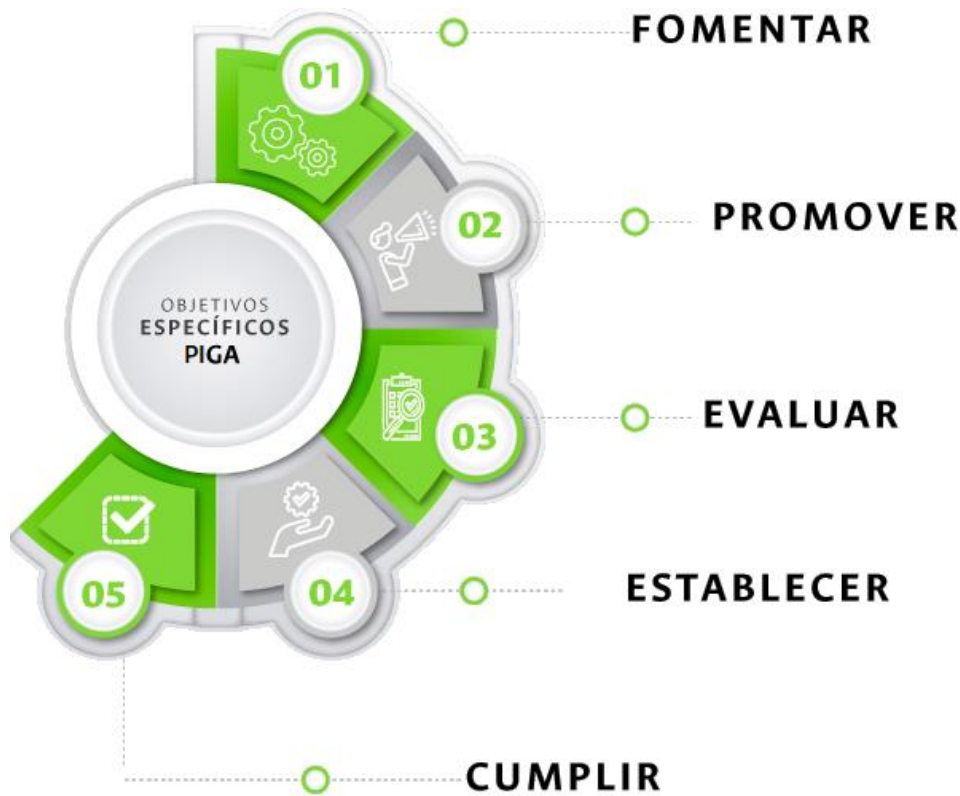 01
FOMENTAR
02
PROMOVER
OBJETIVOS
ESPECÍFICOS
PIGA
03
EVALUAR
04
ESTABLECER
05
CUMPLIR